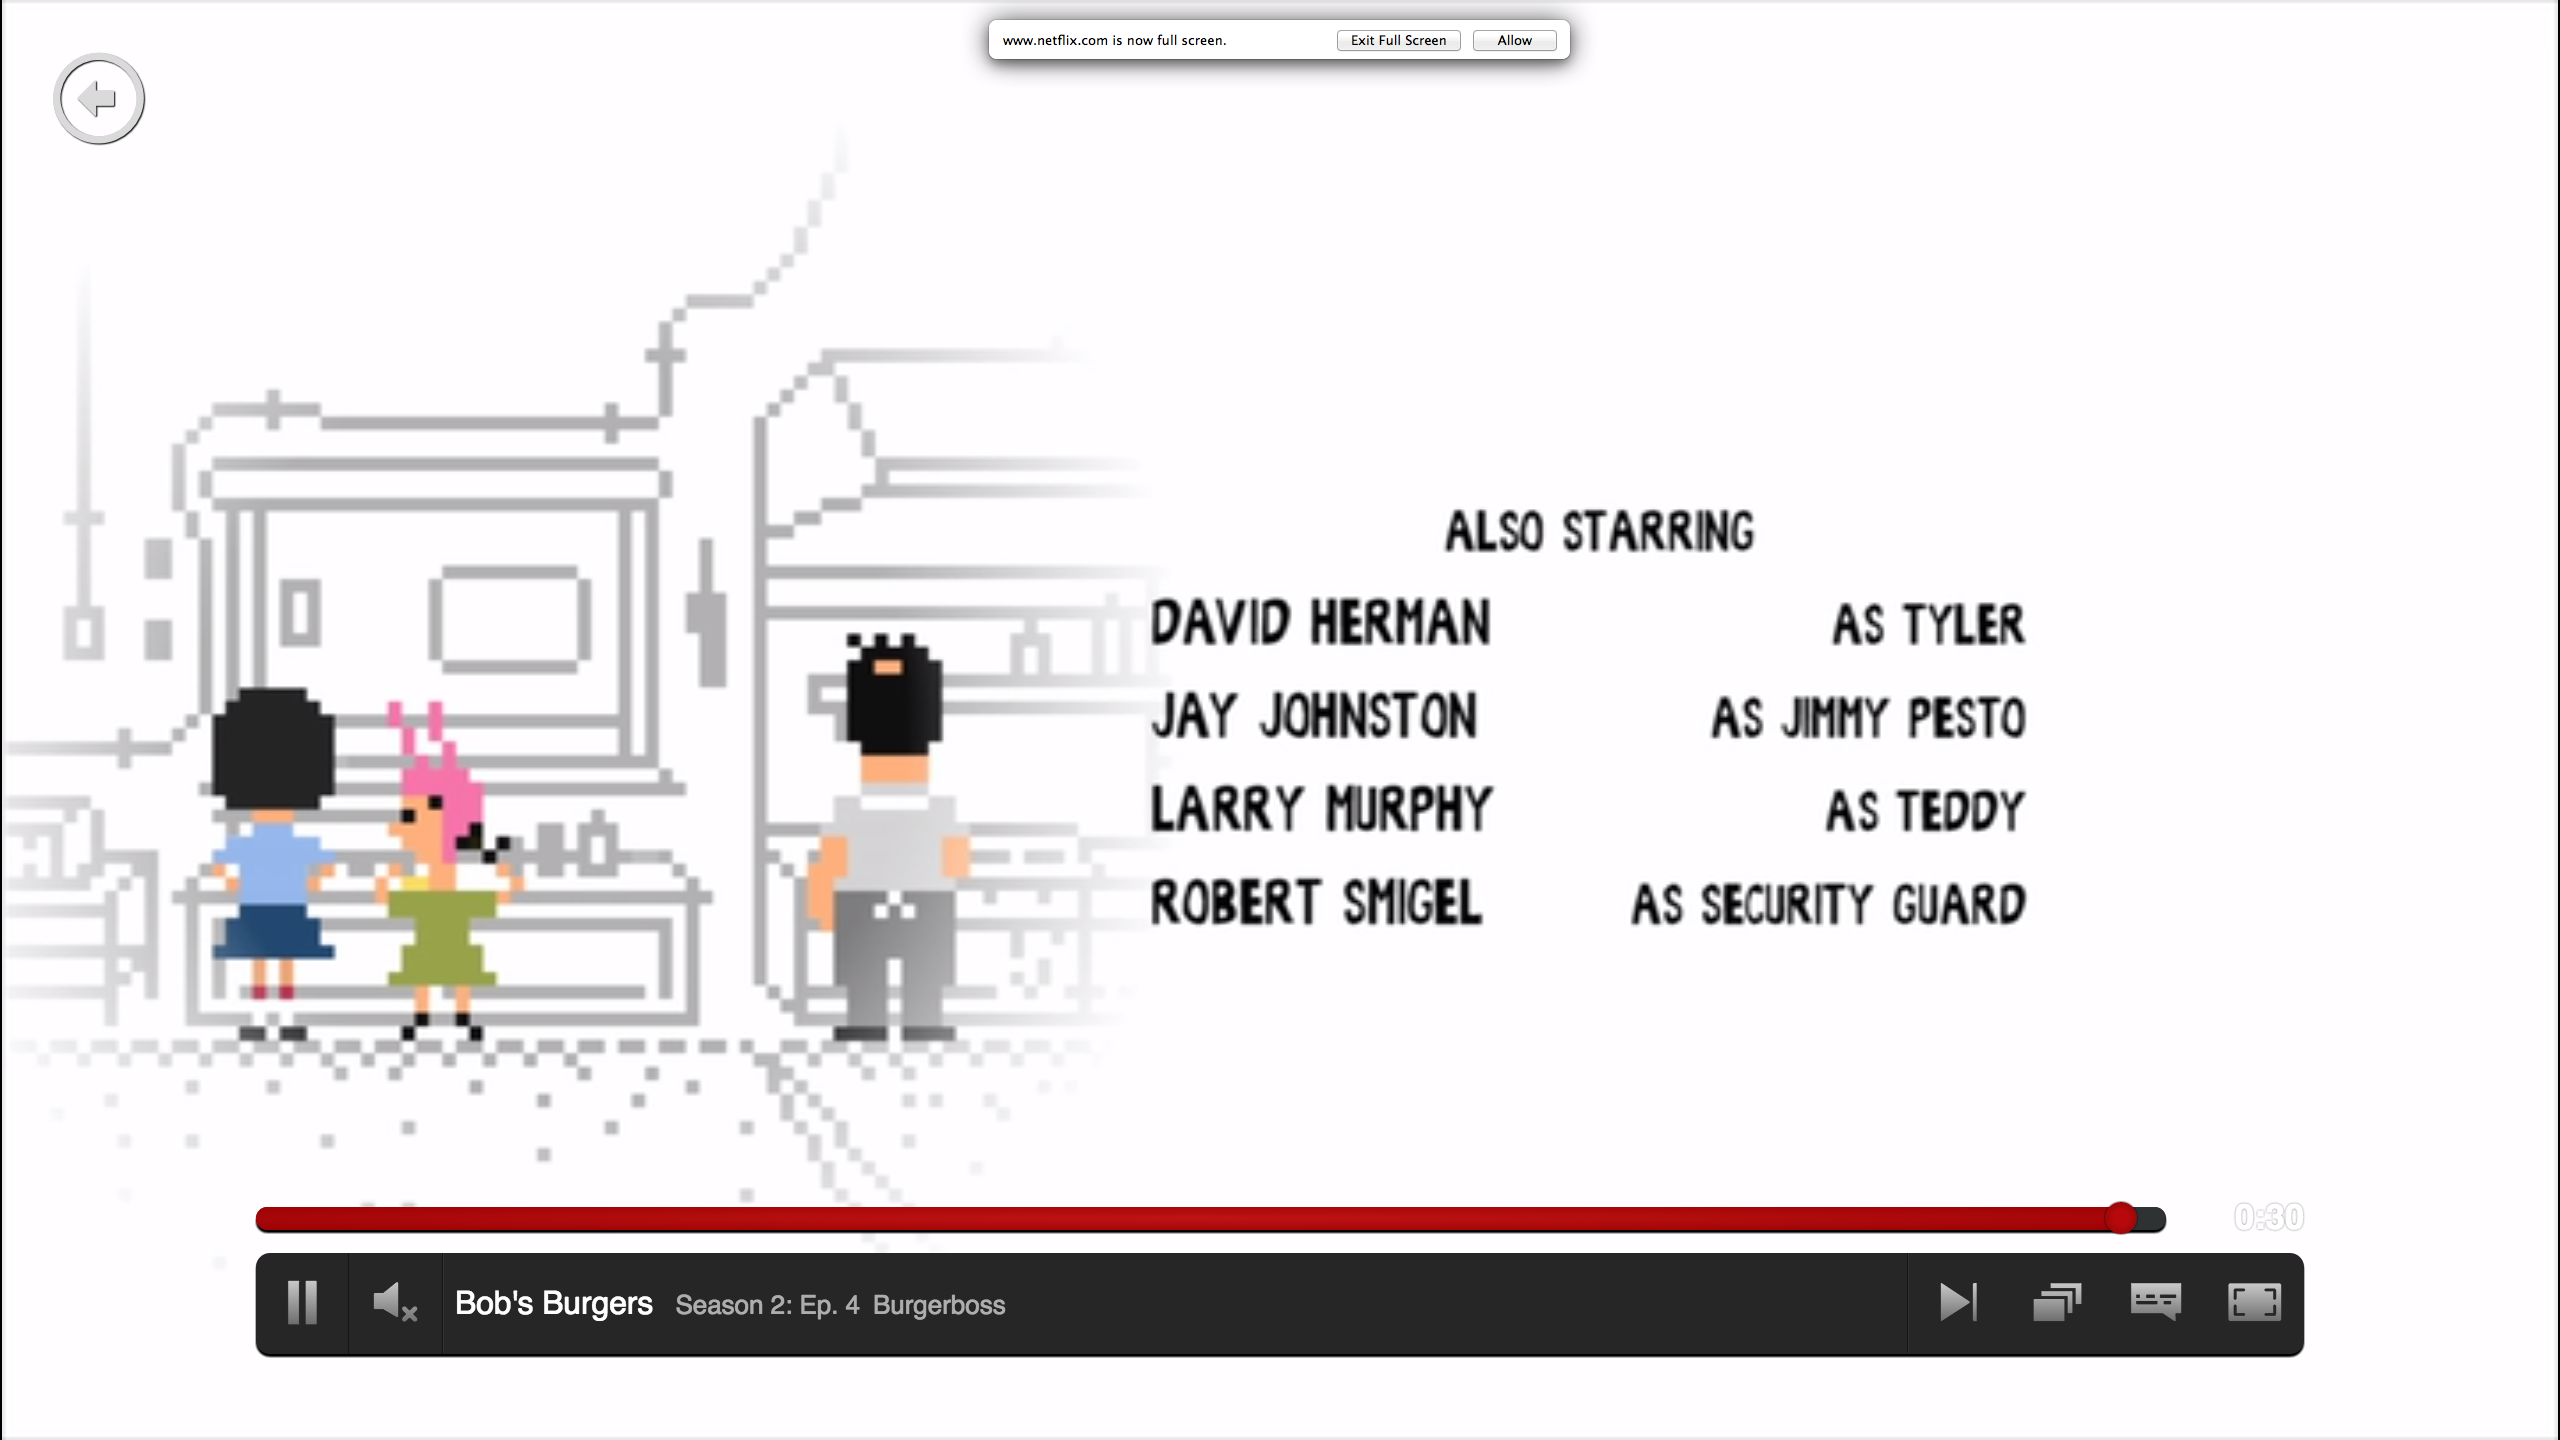 www.netflix.com is now full screen.
Exit Full Screen
Allow
ALSO STARRING
DAVID HERMAN AS TYLER
JAY JOHNSTON AS JIMMY PESTO
LARRY MURPHY AS TEDDY
ROBERT SMIGEL AS SECURITY GUARD
0:30
Bob's Burgers Season 2: Ep. 4 Burgerboss